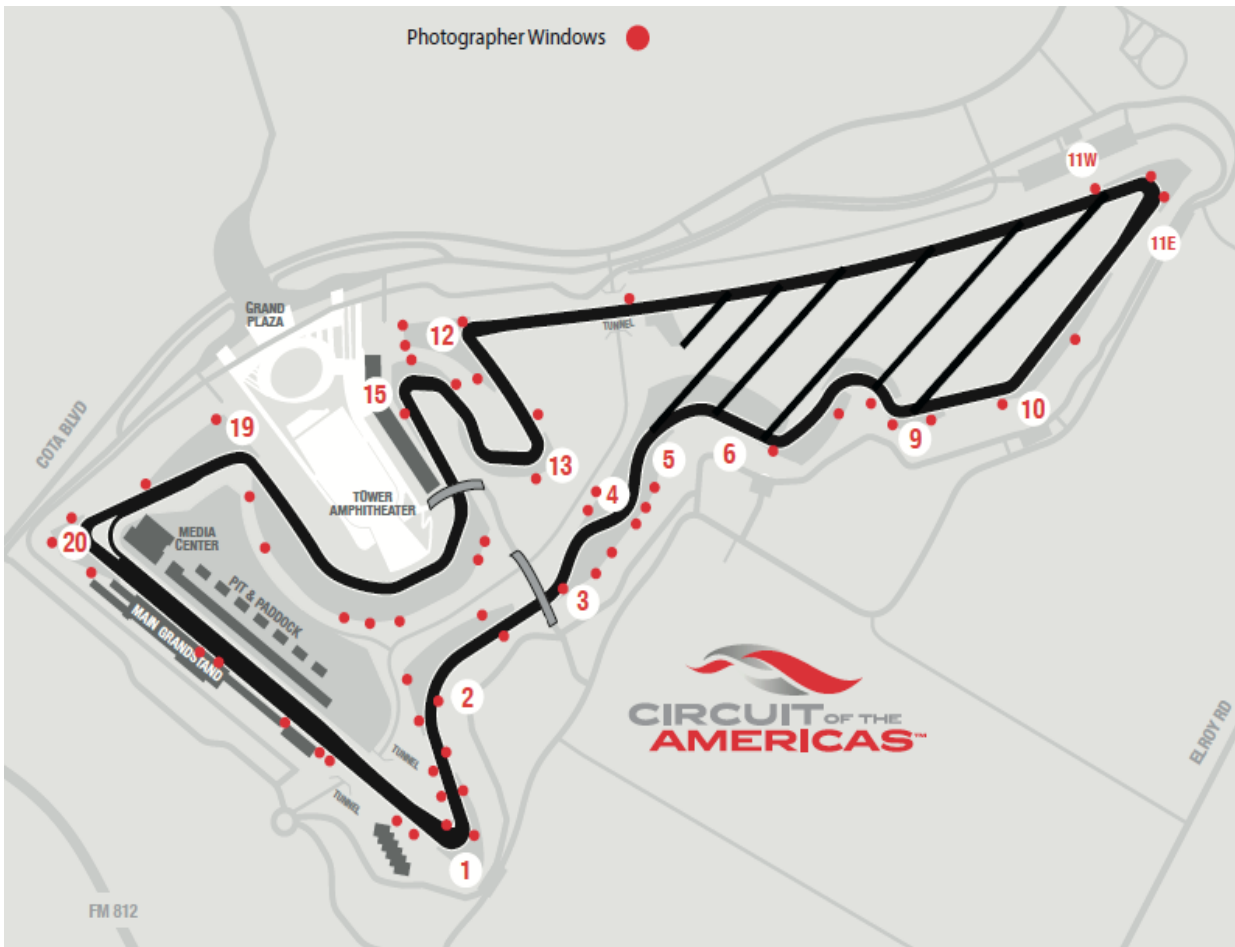 Photographer Windows
11W
11E
GRAND
PLAZA
12
TUNNEL
15
COTA BLVD
19
10
9
13
5
6
TÜWER
AMPHITHEATER
4
20
MEDIA
CENTER
PIT & PADDOCK
3
MAIN GRANDSTAND
2
CIRCUIT OF THE
AMERICAS™
ELROY RD
TUNNEL
TUNNEL
1
FM 812